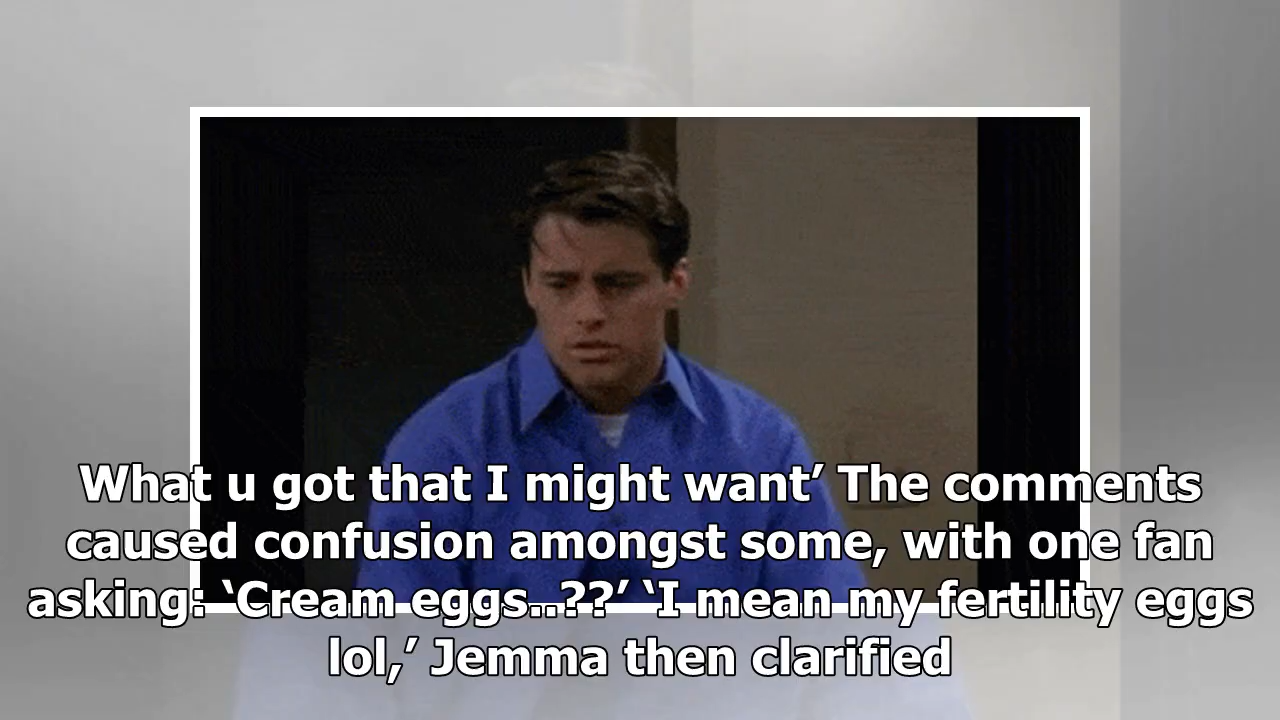 What u got that I might want’ The comments
caused confusion amongst some, with one fan
asking: ‘Cream eggs..??’ ‘I mean my fertility eggs
lol,’ Jemma then clarified